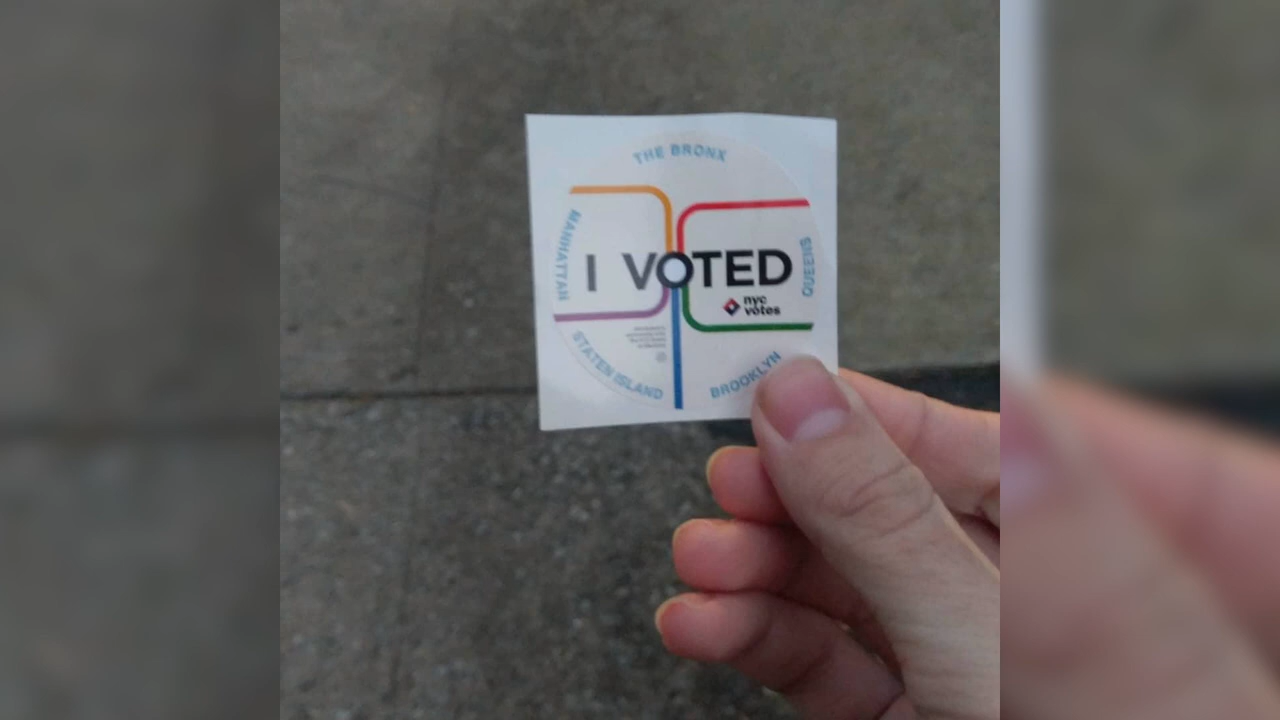 THE BRONX
MANHATTAN
QUEENS
I VOTED
nyc
votes
STATEN ISLAND
BROOKLYN